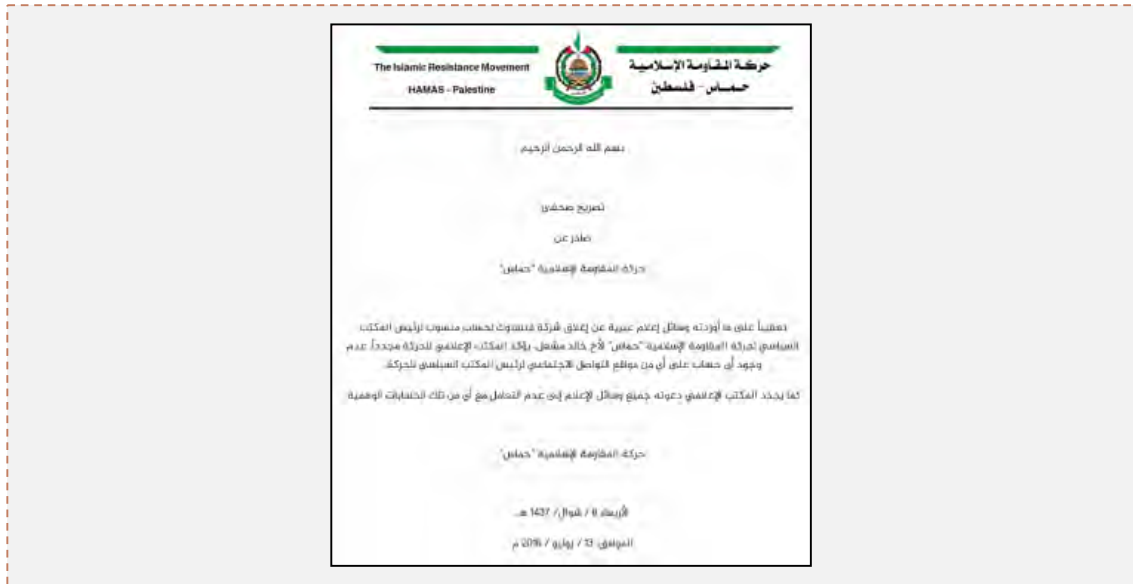 The Islamic Resistance Movement
HAMAS - Palestine
حركة المقاومة الإسلامية
حماس - فلسطين
بسم الله الرحمن الرحيم
تصريح صحفي
صادر عن
حركة المقاومة الإسلامية "حماس"
تعقيباً على ما أوردته وسائل إعلام عبرية عن إغلاق شركة فيسبوك لحساب منسوب لرئيس المكتب
السياسي لحركة المقاومة الإسلامية "حماس" الأخ خالد مشعل، يؤكد المكتب الإعلامي للحركة مجدداً، عدم
وجود أي حساب على أي من مواقع التواصل الاجتماعي لرئيس المكتب السياسي للحركة.
كما يجدد المكتب الإعلامي دعوته جميع وسائل الإعلام إلى عدم التعامل مع أي من تلك الحسابات الوهمية
حركة المقاومة الإسلامية "حماس"
الأربعاء 8 / شوال / 1437 هـ
الموافق: 13 / يوليو / 2016 م